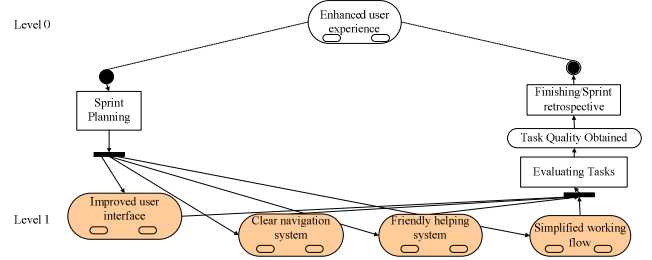 Level 0
Enhanced user
experience
Sprint
Planning
Finishing/Sprint
retrospective
Task Quality Obtained
Evaluating Tasks
Level 1
Improved user
interface
Clear navigation
system
Friendly helping
system
Simplified working
flow